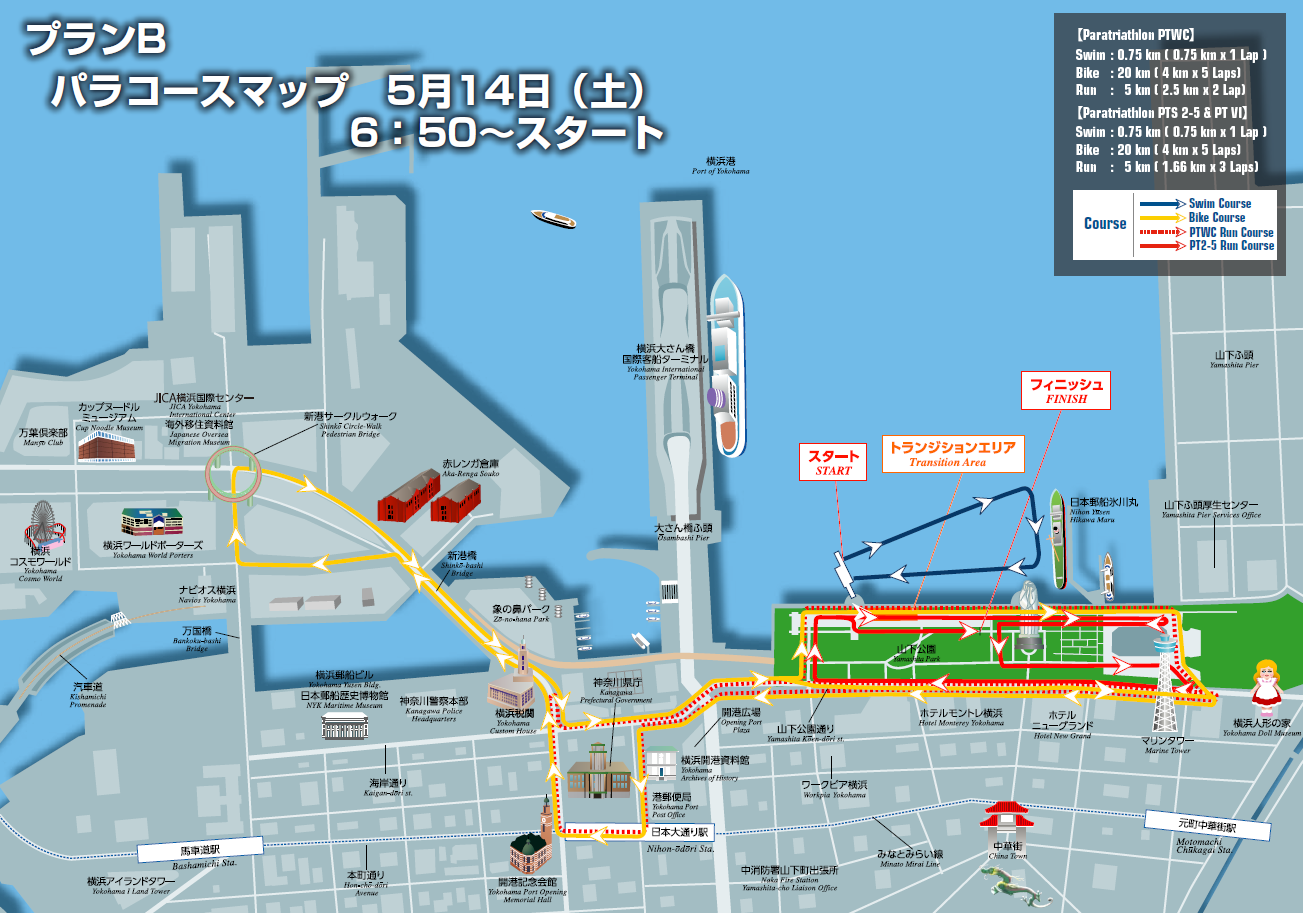 プランB
パラコースマップ 5月14日（土）
6：50～スタート
【Paratriathlon PTWC】
Swim : 0.75 km ( 0.75 km x 1 Lap )
Bike : 20 km ( 4 km x 5 Laps)
Run : 5 km ( 2.5 km x 2 Lap)
【Paratriathlon PTS 2-5 & PT VI】
Swim : 0.75 km ( 0.75 km x 1 Lap )
Bike : 20 km ( 4 km x 5 Laps)
Run : 5 km ( 1.66 km x 3 Laps)
Course
Swim Course
Bike Course
PTWC Run Course
PT2-5 Run Course
横浜港
Port of Yokohama
横浜大さん橋
国際客船ターミナル
Yokohama International
Passenger Terminal
山下ふ頭
Yamashita Pier
フィニッシュ
FINISH
スタート
START
トランジションエリア
Transition Area
JICA横浜国際センター
JICA Yokohama
International Center
海外移住資料館
Japanese Oversea
Migration Museum
カップヌードル
ミュージアム
Cup Noodle Museum
万葉倶楽部
Manyo Club
新港サークルウォーク
Shinkō Circle-Walk
Pedestrian Bridge
赤レンガ倉庫
Aka-Renga Souko
日本郵船氷川丸
Nihon Yūsen
Hikawa Maru
山下ふ頭厚生センター
Yamashita Pier Services Office
大さん橋ふ頭
Ōsambashi Pier
横浜
コスモワールド
Yokohama
Cosmo World
横浜ワールドポーターズ
Yokohama World Porters
新港橋
Shinkō-bashi
Bridge
ナビオス横浜
Navios Yokohama
象の鼻パーク
Zō-no-hana Park
万国橋
Bankoku-bashi
Bridge
汽車道
Kishamichi
Promenade
山下公園
Yamashita Park
横浜郵船ビル
Yokohama Yusen Bldg.
日本郵船歴史博物館
NYK Maritime Museum
神奈川警察本部
Kanagawa Police
Headquarters
横浜税関
Yokohama
Custom House
神奈川県庁
Kanagawa
Prefectural Government
開港広場
Opening Port
Plaza
山下公園通り
Yamashita Kōen-dōri st.
ホテルモントレ横浜
Hotel Monterey Yokohama
ホテル
ニューグランド
Hotel New Grand
マリンタワー
Marine Tower
横浜人形の家
Yokohama Doll Museum
横浜開港資料館
Yokohama
Archives of History
海岸通り
Kaigan-dōri st.
港郵便局
Yokohama Port
Post Office
ワークピア横浜
Workpia Yokohama
日本大通り駅
Nihon-ōdōri Sta.
馬車道駅
Bashamichi Sta.
元町中華街駅
Motomachi
Chūkagai Sta.
みなとみらい線
Minato Mirai Line
中華街
China Town
横浜アイランドタワー
Yokohama I Land Tower
本町通り
Hon-chō-dōri
Avenue
開港記念会館
Yokohama Port Opening
Memorial Hall
中消防署山下町出張所
Naka Fire Station
Yamashita-cho Liaison Office